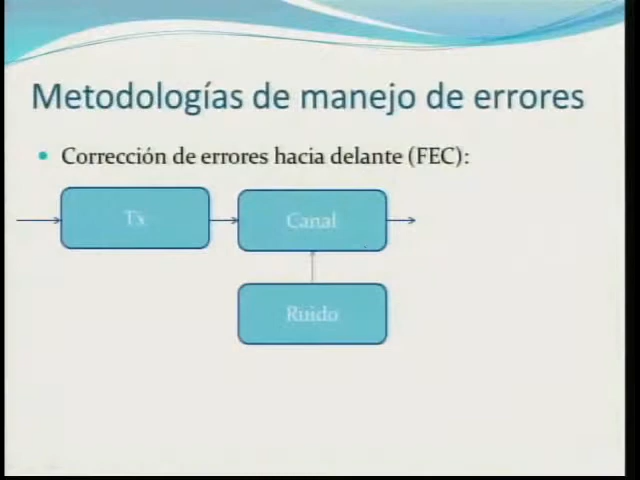 Metodologías de manejo de errores
Corrección de errores hacia delante (FEC):
Tx
Canal
Ruido